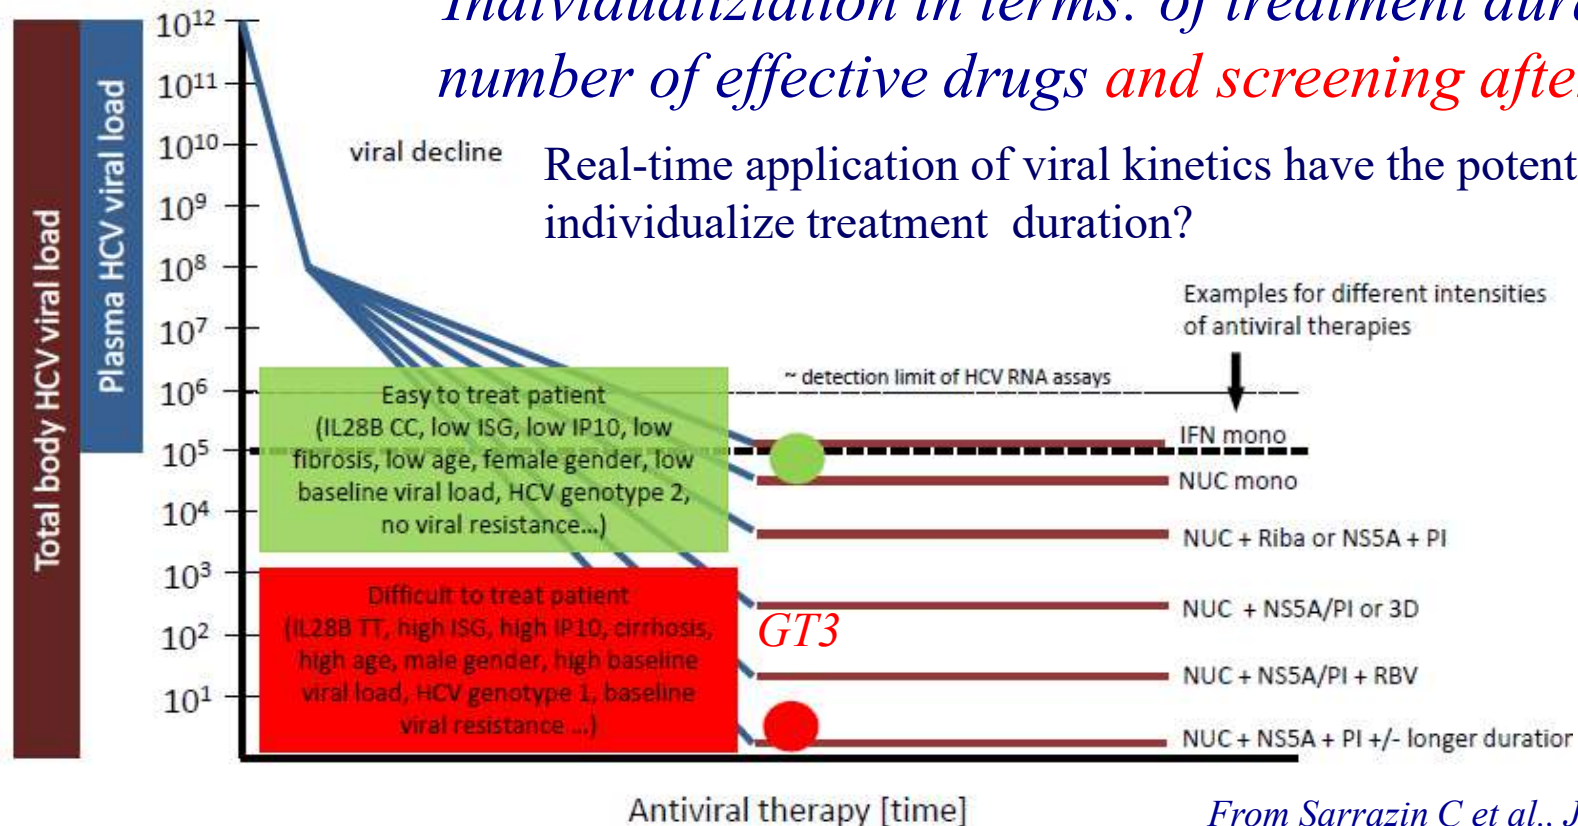 Individualiziation in terms: of treatment
number of effective drugs and screening
Real-time application of viral kinetics have the
individualize treatment duration?
Total body HCV viral load
Plasma HCV viral load
10¹²
10¹¹
10¹⁰
10⁹
10⁸
10⁷
10⁶
10⁵
10⁴
10³
10²
10¹
viral decline
Examples for different intensities
of antiviral therapies
~ detection limit of HCV RNA assays
Easy to treat patient
(IL28B CC, low ISG, low IP10, low
fibrosis, low age, female gender, low
baseline viral load, HCV genotype 2,
no viral resistance...)
Difficult to treat patient
(IL28B TT, high ISG, high IP10, cirrhosis,
high age, male gender, high baseline
viral load, HCV genotype 1, baseline
viral resistance ...)
GT3
IFN mono
NUC mono
NUC + Riba or NS5A + PI
NUC + NS5A/PI or 3D
NUC + NS5A/PI + RBV
NUC + NS5A + PI +/- longer duration
Antiviral therapy [time]
From Sarrazin C et al., J